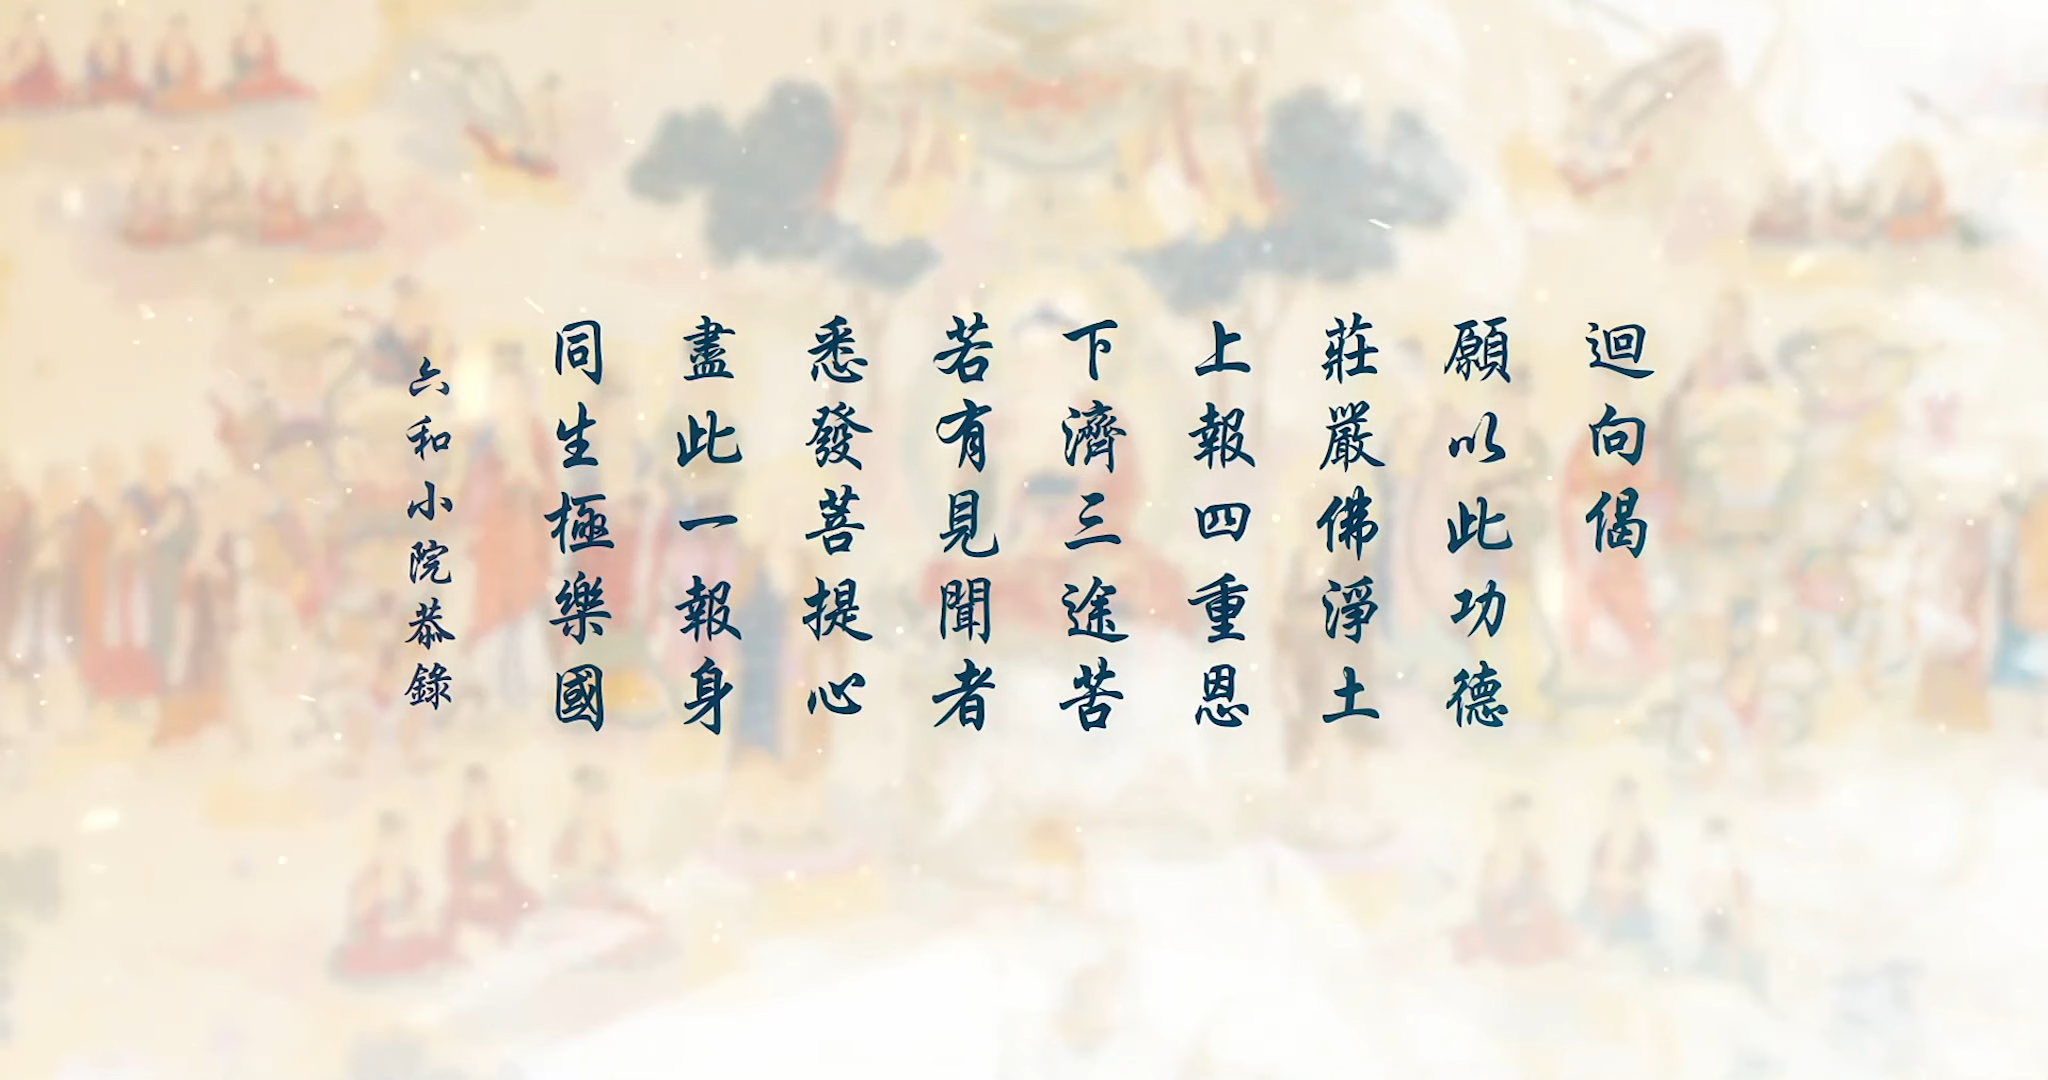 迴向偈
願以此功德
莊嚴佛淨土
上報四重恩
下濟三途苦
若有見聞者
悉發菩提心
盡此一報身
同生極樂國
六和小院恭錄